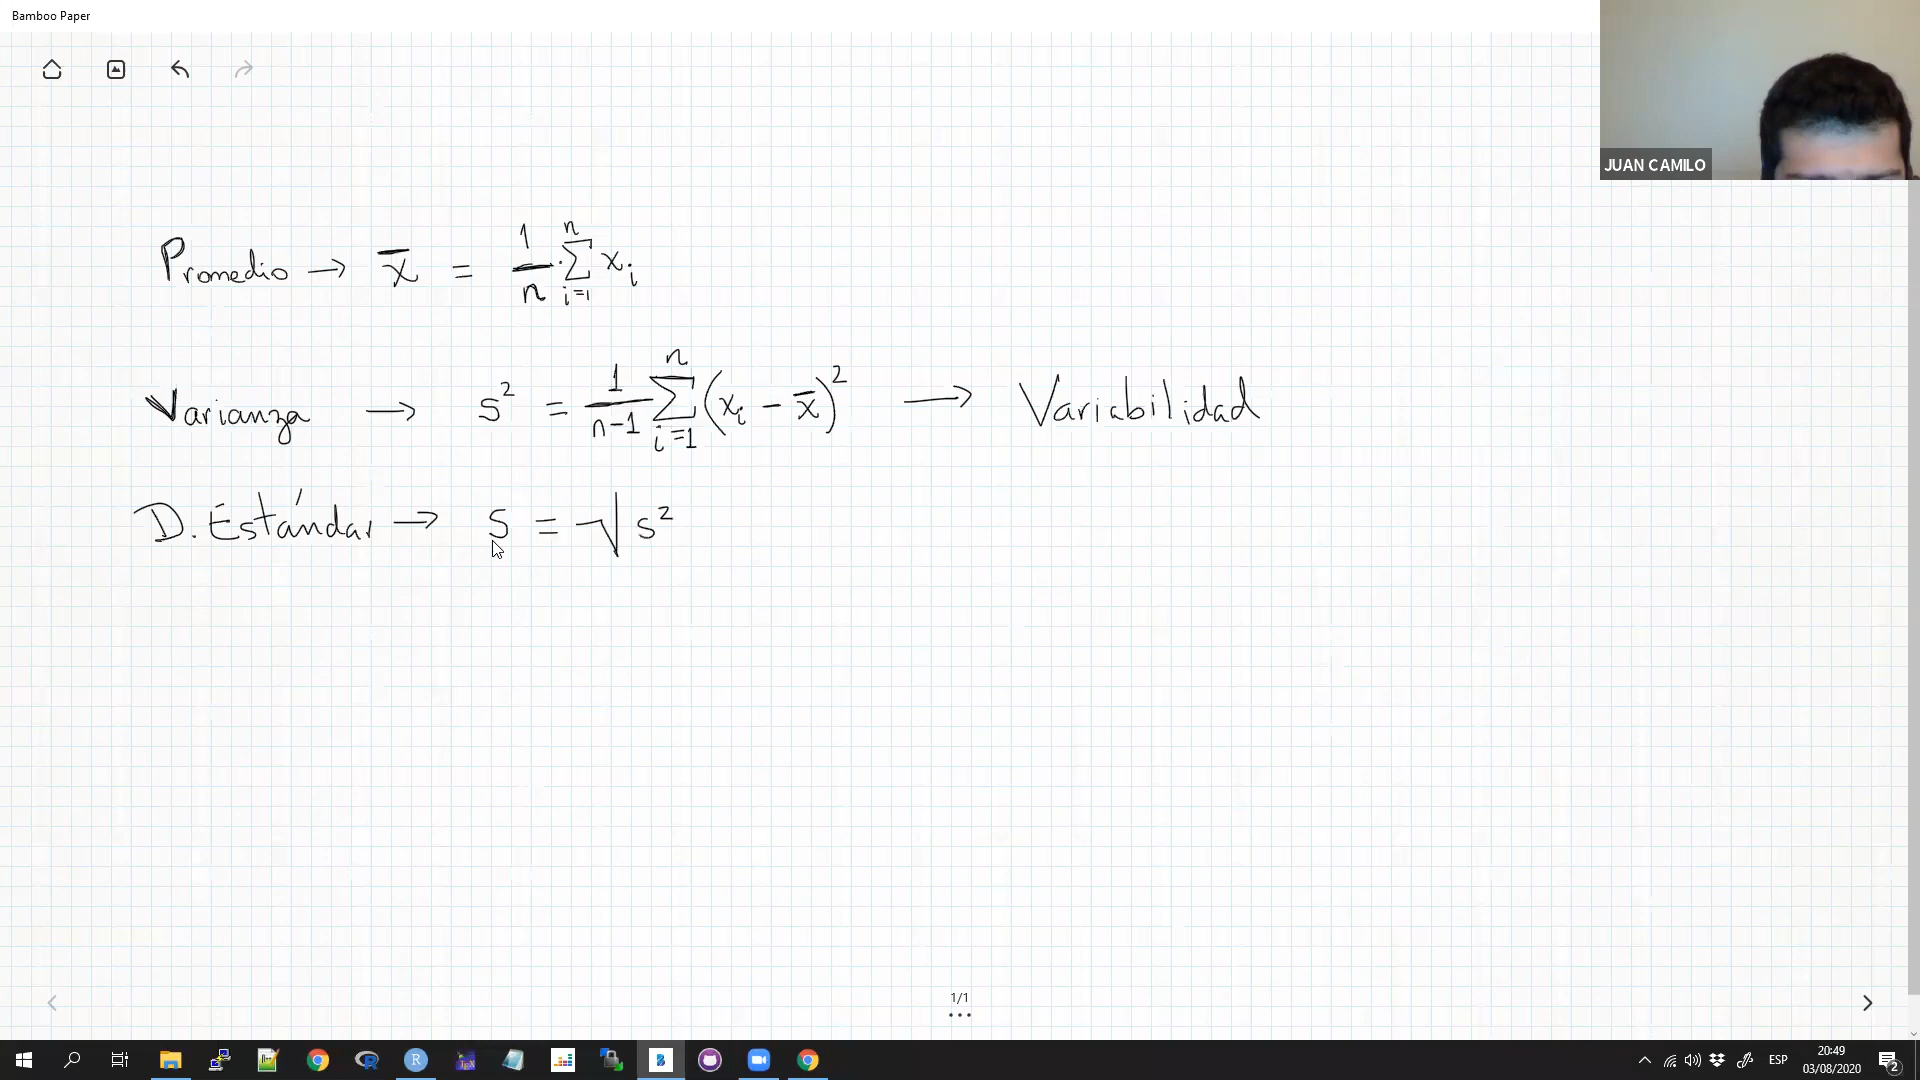 Bamboo Paper
JUAN CAMILO
Promedio → x̄ = 1/n · ∑_{i=1}^{n} x_i
Varianza → s² = 1/(n-1) ∑_{i=1}^{n} (x_i - x̄)² → Variabilidad
D. Estándar → s = √s²
1/1
ESP
20:49
03/08/2020
2